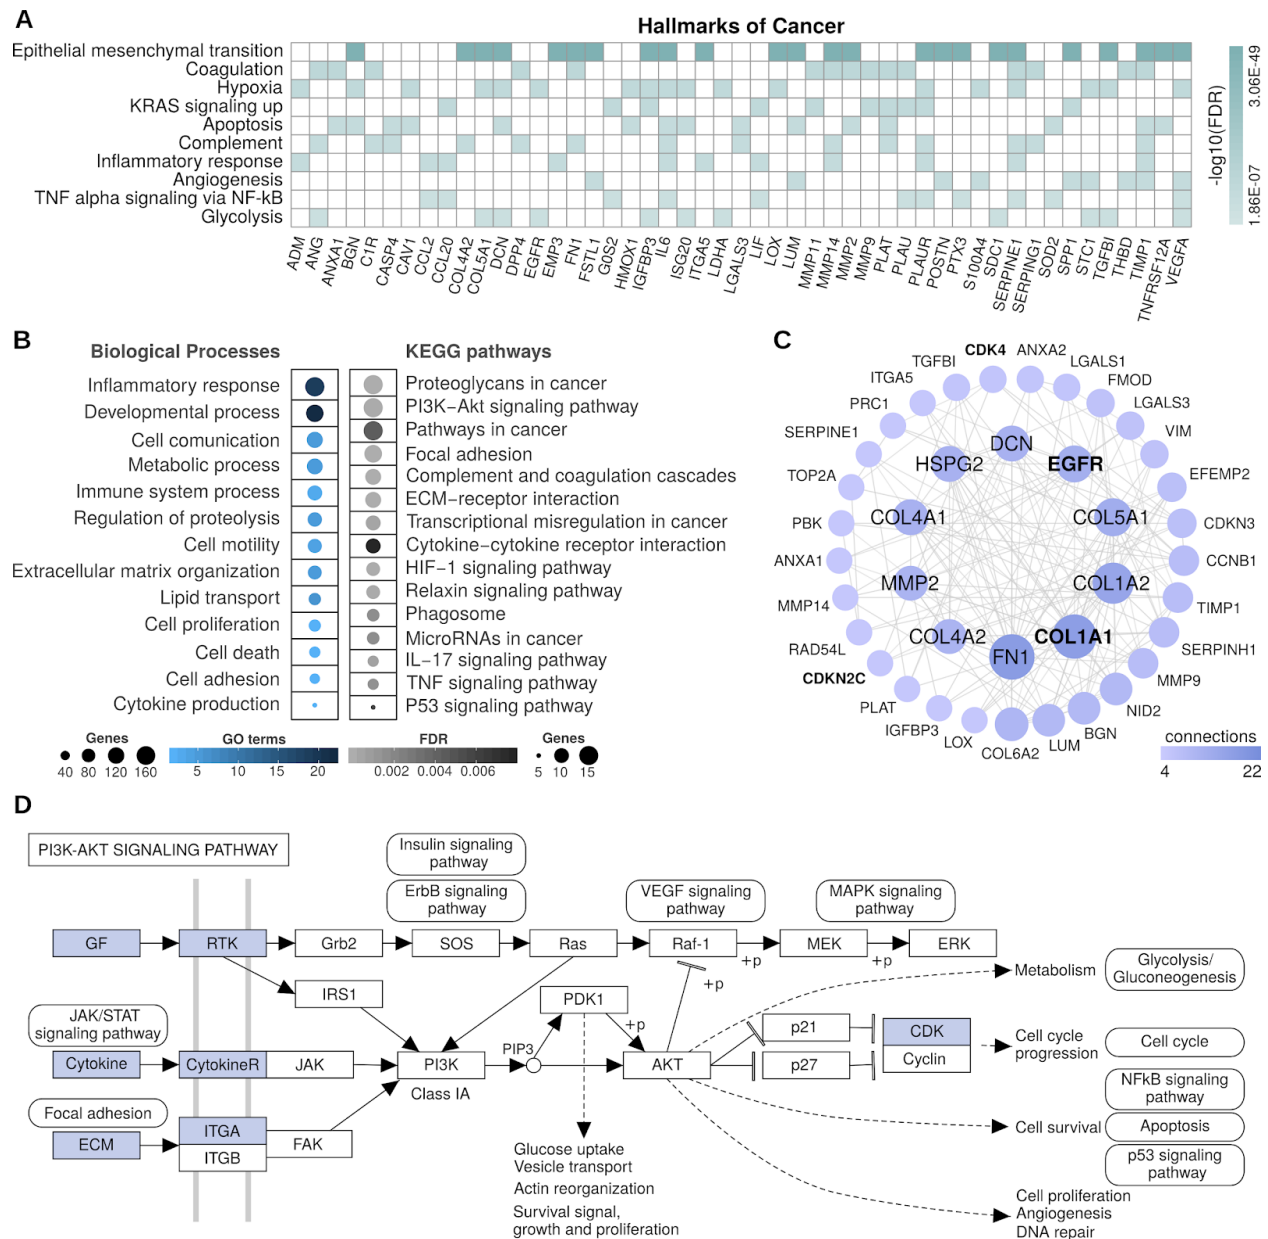 A
Hallmarks of Cancer
Epithelial mesenchymal transition
Coagulation
Hypoxia
KRAS signaling up
Apoptosis
Complement
Inflammatory response
Angiogenesis
TNF alpha signaling via NF-kB
Glycolysis
ADM
ANG
ANXA1
BGN
C1R
CASP4
CAV1
CCL2
CCL20
COL4A2
COL5A1
DCN
DPP4
EGFR
EMP3
FN1
FSTL1
G0S2
HMOX1
IGFBP3
IL6
ISG20
ITGA5
LDHA
LGALS3
LIF
LOX
LUM
MMP11
MMP14
MMP2
MMP9
PLAT
PLAU
PLAUR
POSTN
PTX3
S100A4
SDC1
SERPINE1
SERPING1
SOD2
SPP1
STC1
TGFBI
THBD
TIMP1
TNFRSF12A
VEGFA
-log10(FDR)
3.06E-49
1.86E-07
B
Biological Processes
Inflammatory response
Developmental process
Cell comunication
Metabolic process
Immune system process
Regulation of proteolysis
Cell motility
Extracellular matrix organization
Lipid transport
Cell proliferation
Cell death
Cell adhesion
Cytokine production
KEGG pathways
Proteoglycans in cancer
PI3K−Akt signaling pathway
Pathways in cancer
Focal adhesion
Complement and coagulation cascades
ECM−receptor interaction
Transcriptional misregulation in cancer
Cytokine−cytokine receptor interaction
HIF−1 signaling pathway
Relaxin signaling pathway
Phagosome
MicroRNAs in cancer
IL−17 signaling pathway
TNF signaling pathway
P53 signaling pathway
Genes
40 80 120 160
GO terms
5 10 15 20
FDR
0.002 0.004 0.006
Genes
5 10 15
C
CDK4
ANXA2
TGFBI
LGALS1
ITGA5
FMOD
PRC1
LGALS3
SERPINE1
VIM
TOP2A
EFEMP2
PBK
CDKN3
ANXA1
CCNB1
MMP14
TIMP1
RAD54L
SERPINH1
CDKN2C
MMP9
PLAT
NID2
IGFBP3
BGN
LOX
LUM
COL6A2
DCN
HSPG2
EGFR
COL4A1
COL5A1
MMP2
COL1A2
COL4A2
COL1A1
FN1
connections
4 22
D
PI3K-AKT SIGNALING PATHWAY
Insulin signaling
pathway
ErbB signaling
pathway
VEGF signaling
pathway
MAPK signaling
pathway
GF
RTK
Grb2
SOS
Ras
Raf-1
MEK
ERK
+p
+p
+p
IRS1
PDK1
+p
JAK/STAT
signaling pathway
Cytokine
CytokineR
JAK
PI3K
Class IA
PIP3
AKT
p21
p27
CDK
Cyclin
Focal adhesion
ECM
ITGA
ITGB
FAK
Glucose uptake
Vesicle transport
Actin reorganization
Survival signal,
growth and proliferation
Metabolism
Glycolysis/
Gluconeogenesis
Cell cycle
progression
Cell cycle
NFkB signaling
pathway
Cell survival
Apoptosis
p53 signaling
pathway
Cell proliferation
Angiogenesis
DNA repair